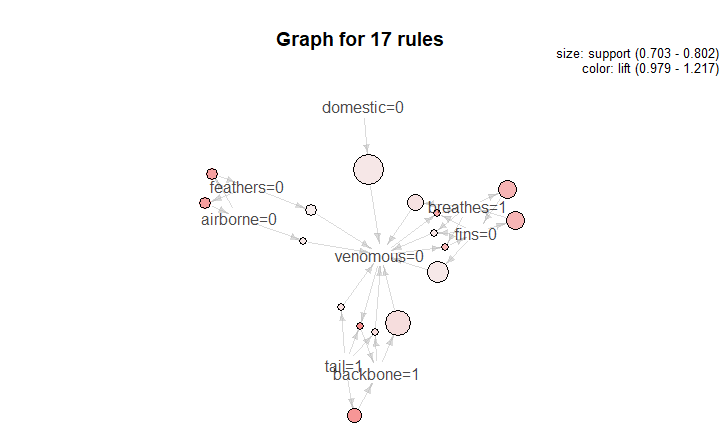 Graph for 17 rules
size: support (0.703 - 0.802)
color: lift (0.979 - 1.217)
domestic=0
feathers=0
breathes=1
airborne=0
fins=0
venomous=0
tail=1
backbone=1